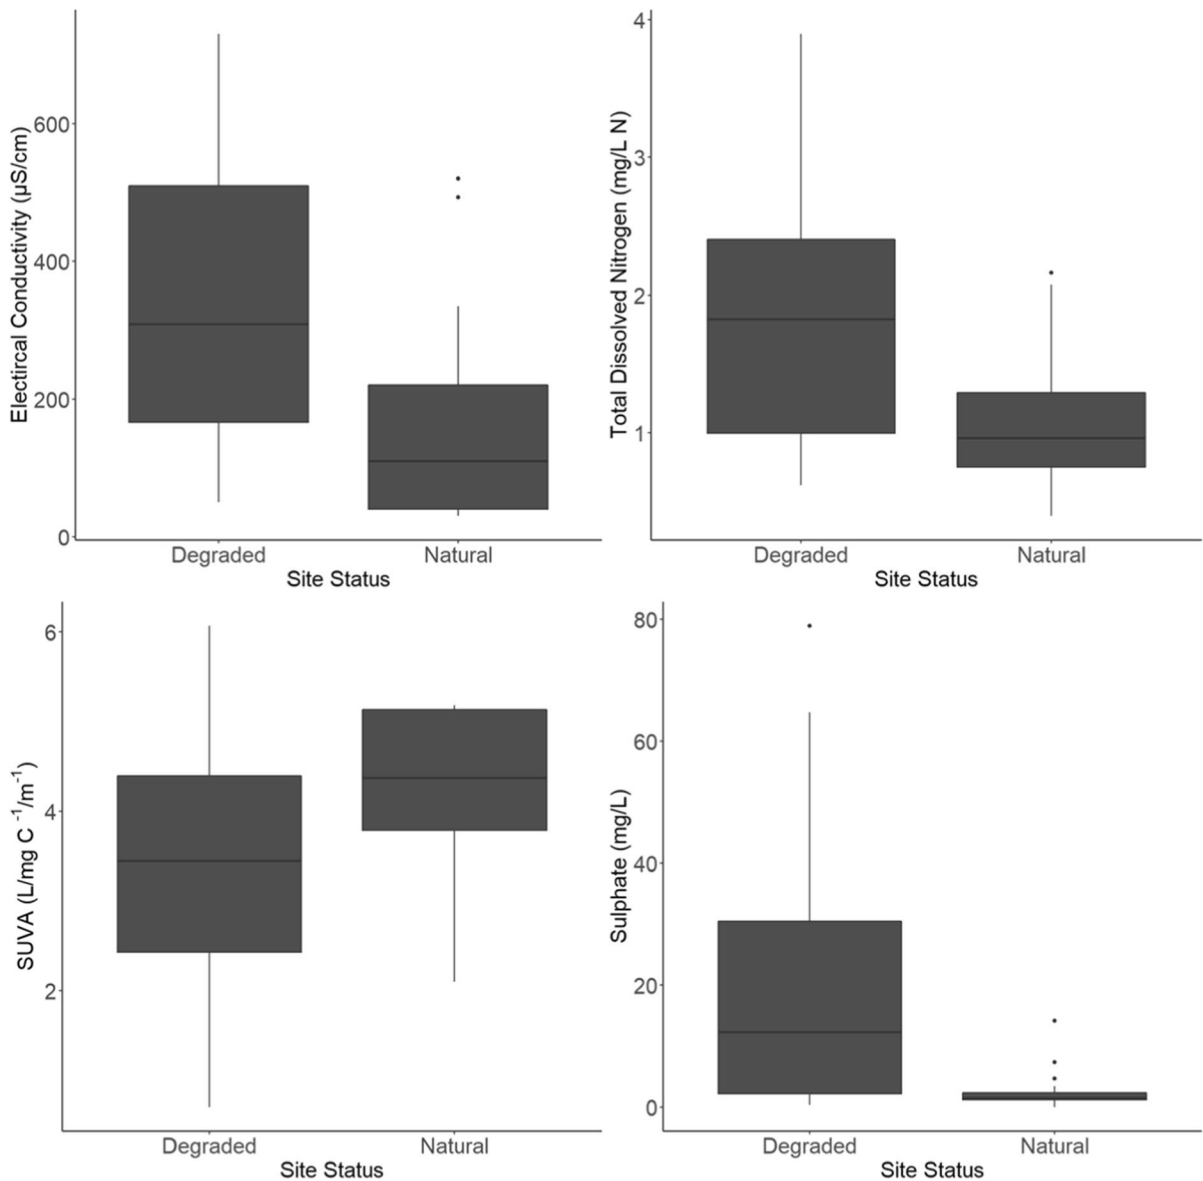 Electircal Conductivity (µS/cm)
600
400
200
0
Degraded Natural
Site Status
Total Dissolved Nitrogen (mg/L N)
4
3
2
1
Degraded Natural
Site Status
SUVA (L/mg C ⁻¹/m⁻¹)
6
4
2
Degraded Natural
Site Status
Sulphate (mg/L)
80
60
40
20
0
Degraded Natural
Site Status